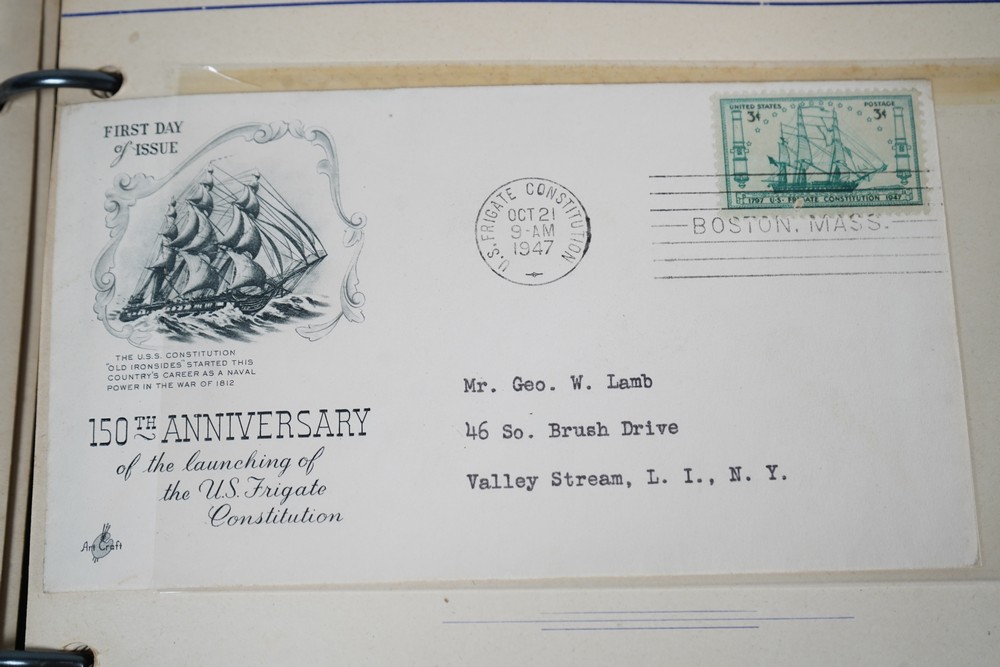 FIRST DAY
of ISSUE
THE U.S.S. CONSTITUTION
"OLD IRONSIDES" STARTED THIS
COUNTRY'S CAREER AS A NAVAL
POWER IN THE WAR OF 1812
150TH ANNIVERSARY
of the launching of
the U.S. Frigate
Constitution
Art Craft
U.S. FRIGATE CONSTITUTION
OCT 21
9-AM
1947
UNITED STATES POSTAGE
3¢ 3¢
1797 U·S· FRIGATE CONSTITUTION 1947
BOSTON, MASS.
Mr. Geo. W. Lamb
46 So. Brush Drive
Valley Stream, L. I., N. Y.